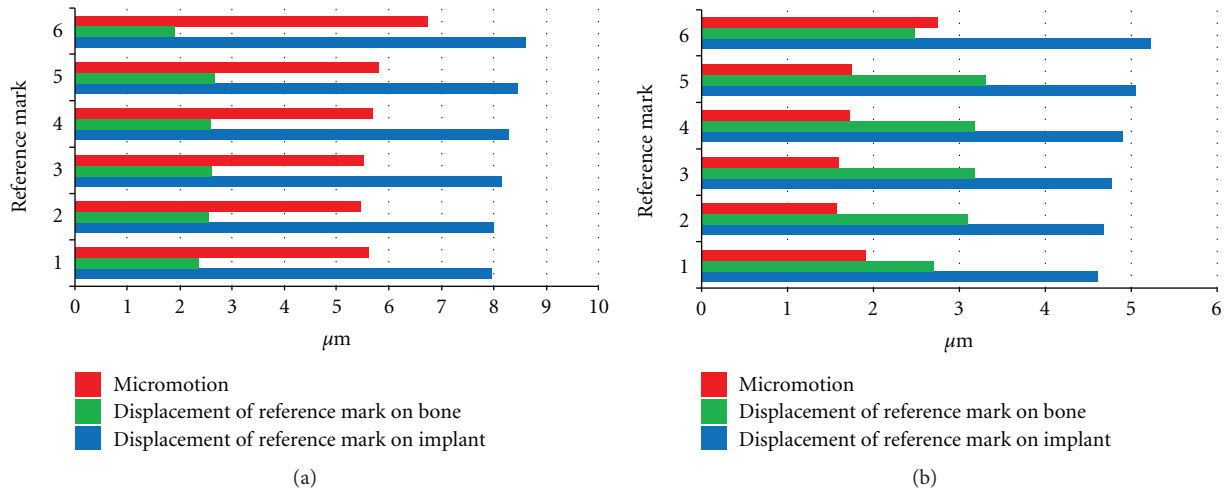 6
5
4
3
2
1
Reference mark
0 1 2 3 4 5 6 7 8 9 10
μm
Micromotion
Displacement of reference mark on bone
Displacement of reference mark on implant
(a)
6
5
4
3
2
1
Reference mark
0 1 2 3 4 5 6
μm
Micromotion
Displacement of reference mark on bone
Displacement of reference mark on implant
(b)